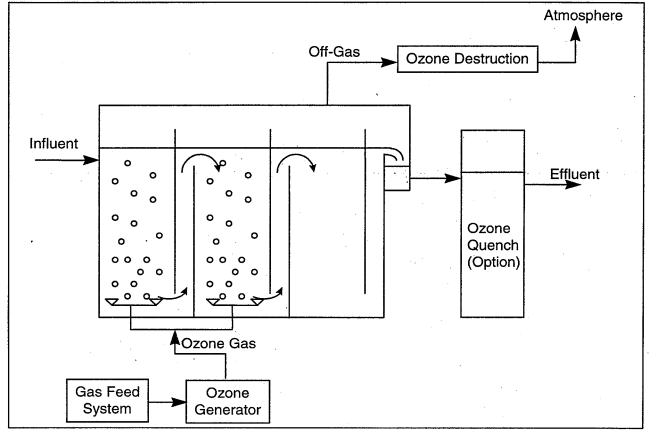 Atmosphere
Off-Gas
Ozone Destruction
Influent
Effluent
Ozone
Quench
(Option)
Ozone Gas
Gas Feed
System
Ozone
Generator